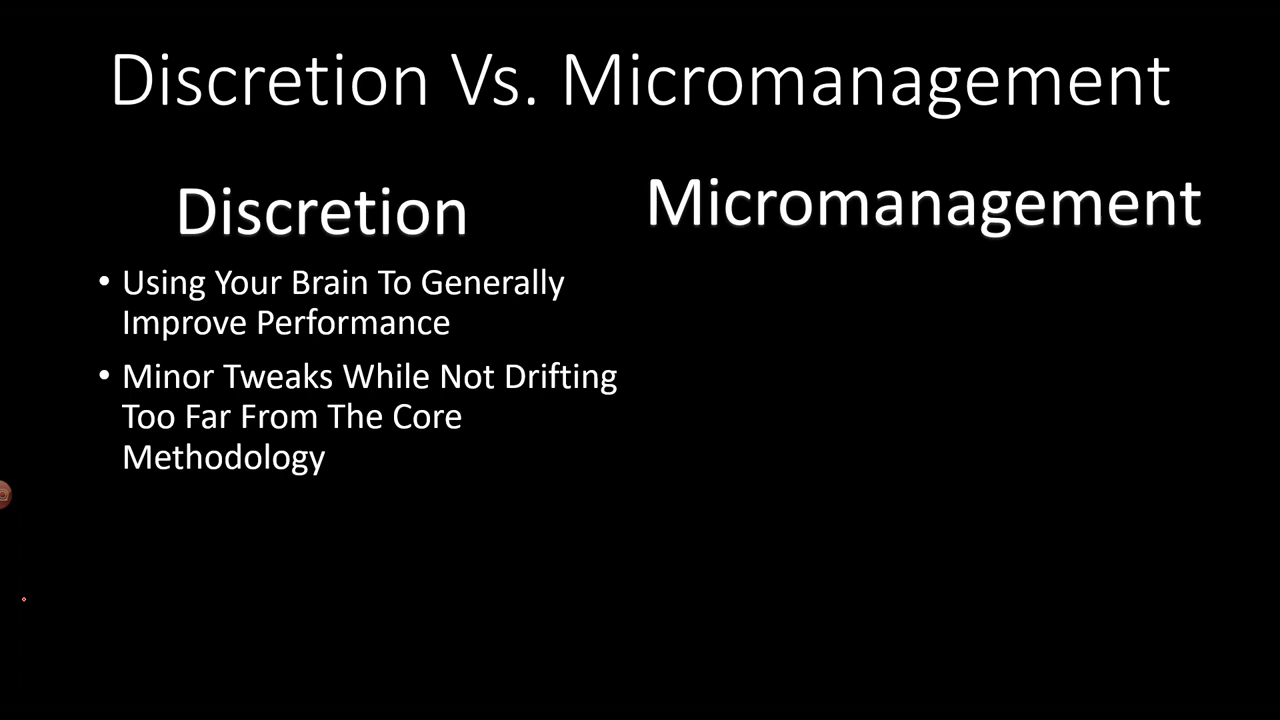 Discretion Vs. Micromanagement
Discretion
Using Your Brain To Generally
Improve Performance
Minor Tweaks While Not Drifting
Too Far From The Core
Methodology
Micromanagement